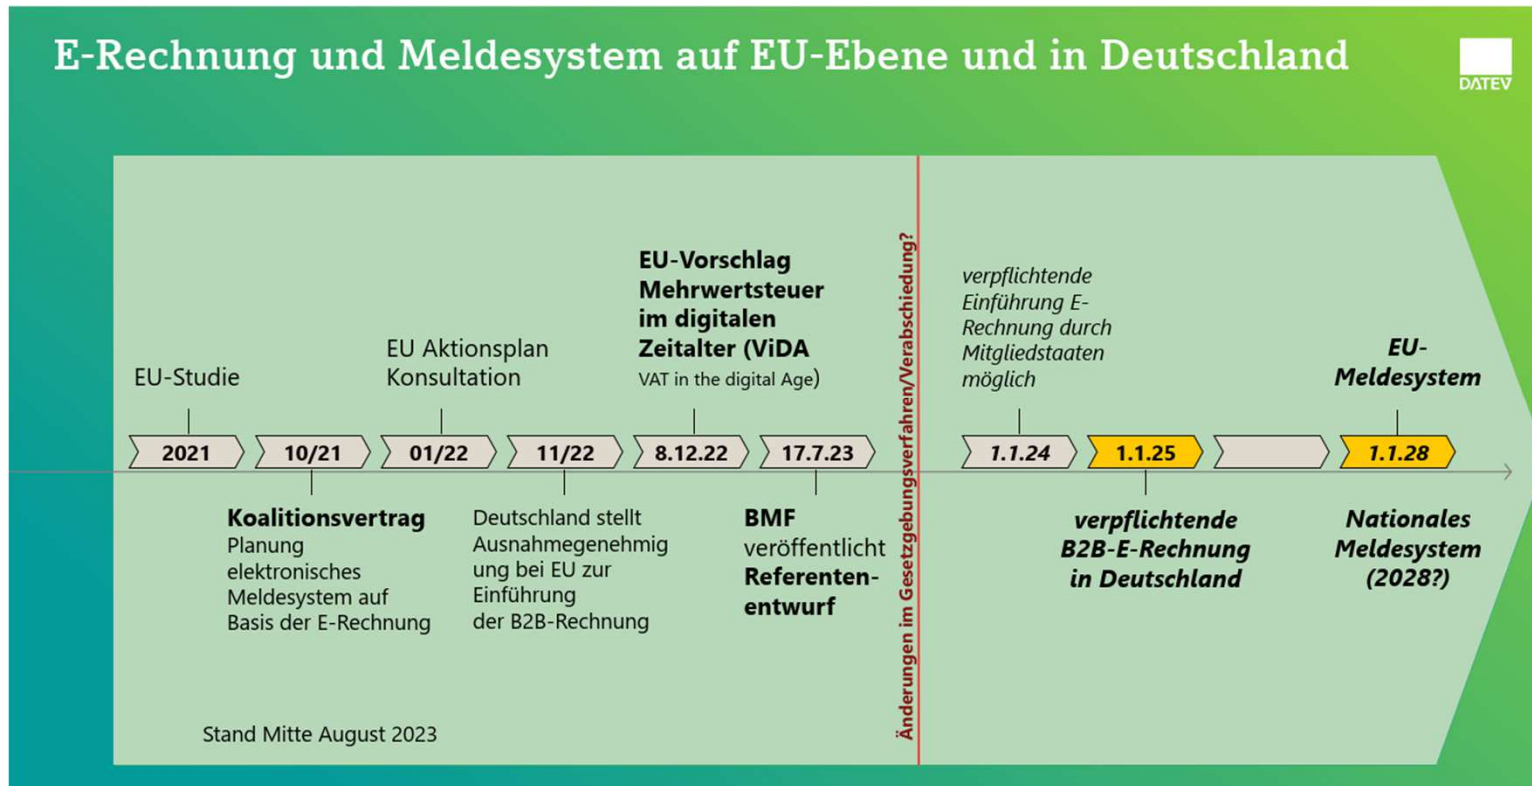 E-Rechnung und Meldesystem auf EU-Ebene und in Deutschland
DATEV
EU-Studie
EU Aktionsplan
Konsultation
EU-Vorschlag
Mehrwertsteuer
im digitalen
Zeitalter (ViDA
VAT in the digital Age)
Änderungen im Gesetzgebungsverfahren/Verabschiedung?
verpflichtende
Einführung E-
Rechnung durch
Mitgliedstaaten
möglich
EU-
Meldesystem
2021
10/21
01/22
11/22
8.12.22
17.7.23
1.1.24
1.1.25
1.1.28
Koalitionsvertrag
Planung
elektronisches
Meldesystem auf
Basis der E-Rechnung
Deutschland stellt
Ausnahmegenehmig
ung bei EU zur
Einführung
der B2B-Rechnung
BMF
veröffentlicht
Referenten-
entwurf
verpflichtende
B2B-E-Rechnung
in Deutschland
Nationales
Meldesystem
(2028?)
Stand Mitte August 2023